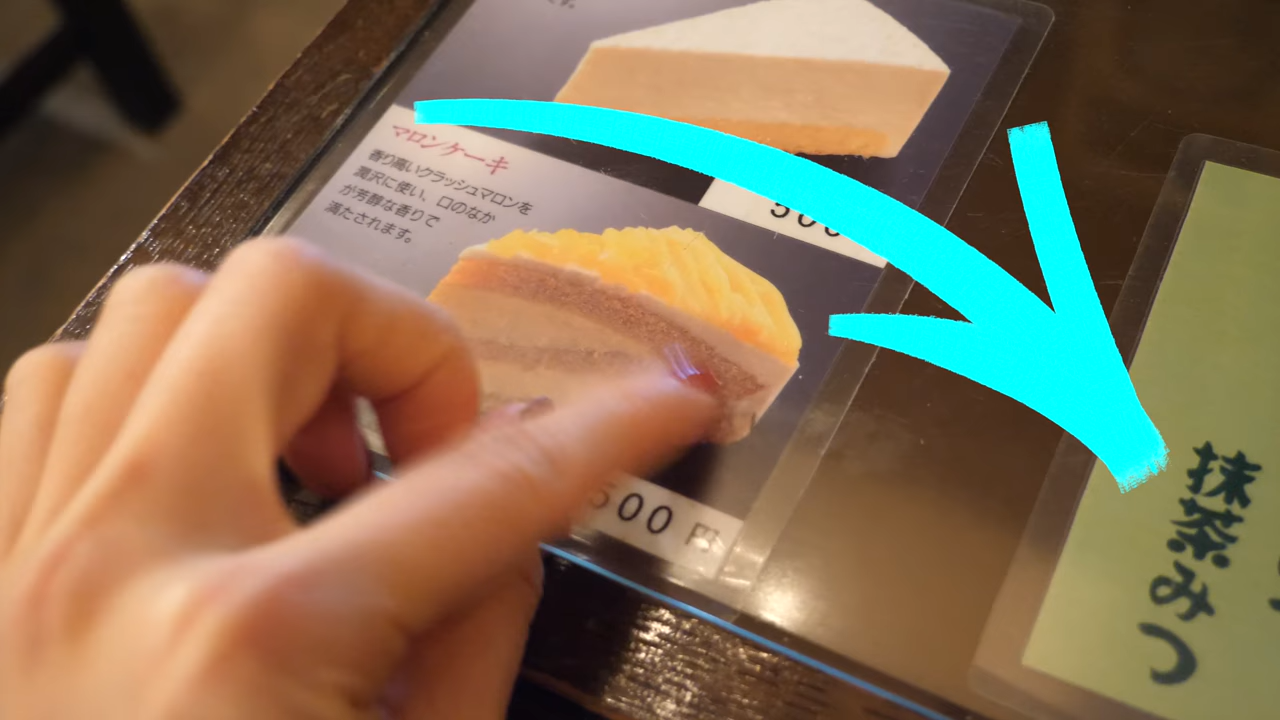 す。
500
マロンケーキ
香り高いクラッシュマロンを
贅沢に使い、口のなか
が芳醇な香りで
満たされます。
500円
抹茶みつ